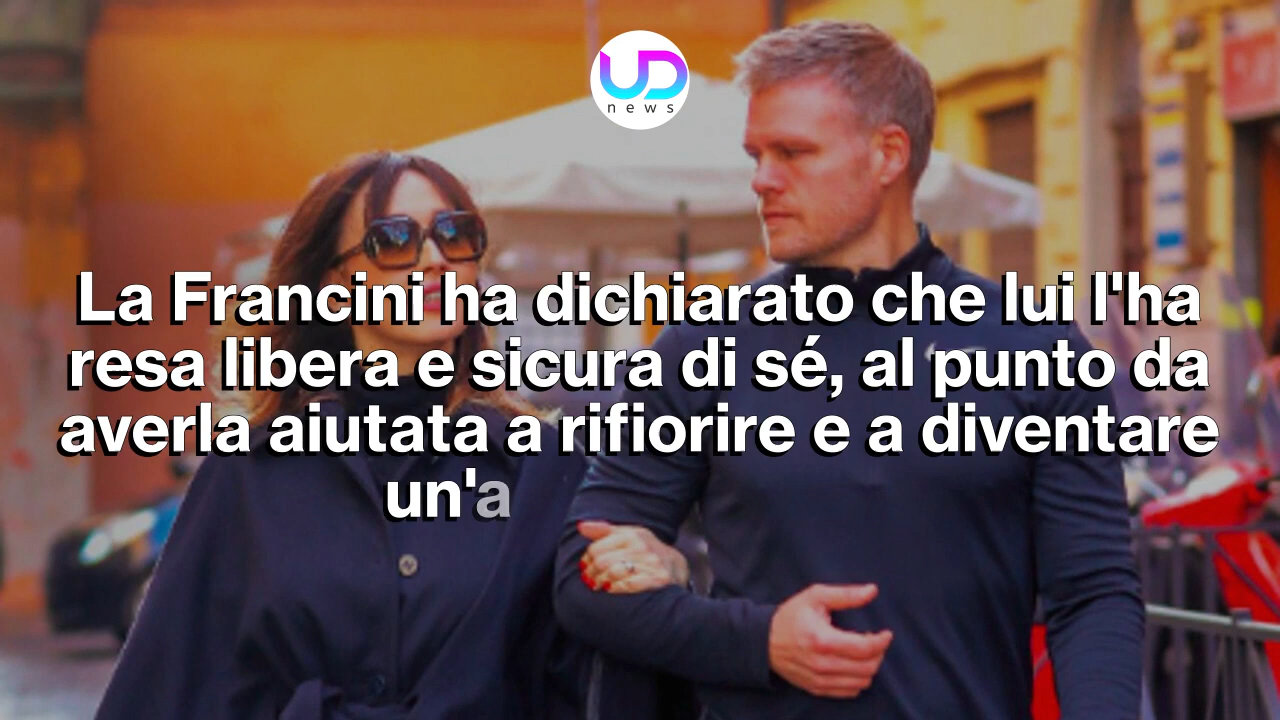 UD
news
La Francini ha dichiarato che lui l'ha
resa libera e sicura di sé, al punto da
averla aiutata a rifiorire e a diventare
un'a